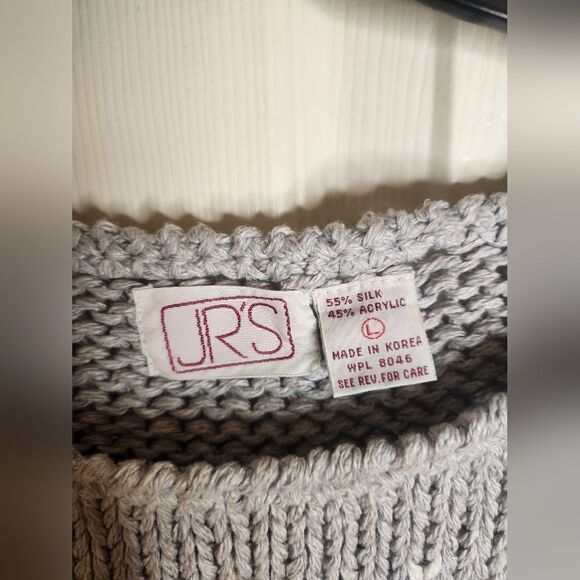 JR'S
55% SILK
45% ACRYLIC
L
MADE IN KOREA
WPL 8046
SEE REV. FOR CARE